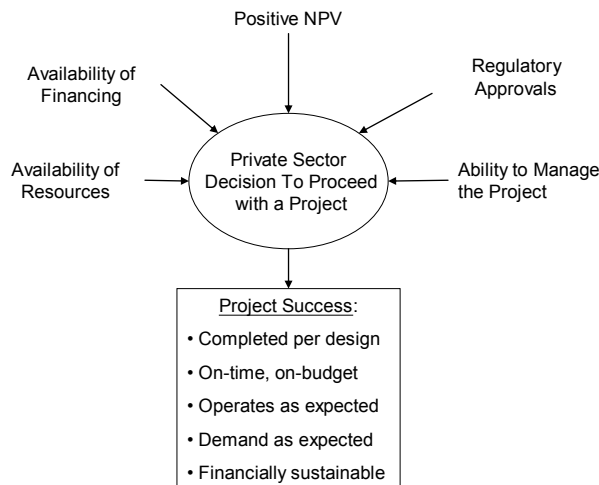 Positive NPV
Availability of
Financing
Regulatory
Approvals
Availability of
Resources
Private Sector
Decision To Proceed
with a Project
Ability to Manage
the Project
Project Success:
• Completed per design
• On-time, on-budget
• Operates as expected
• Demand as expected
• Financially sustainable